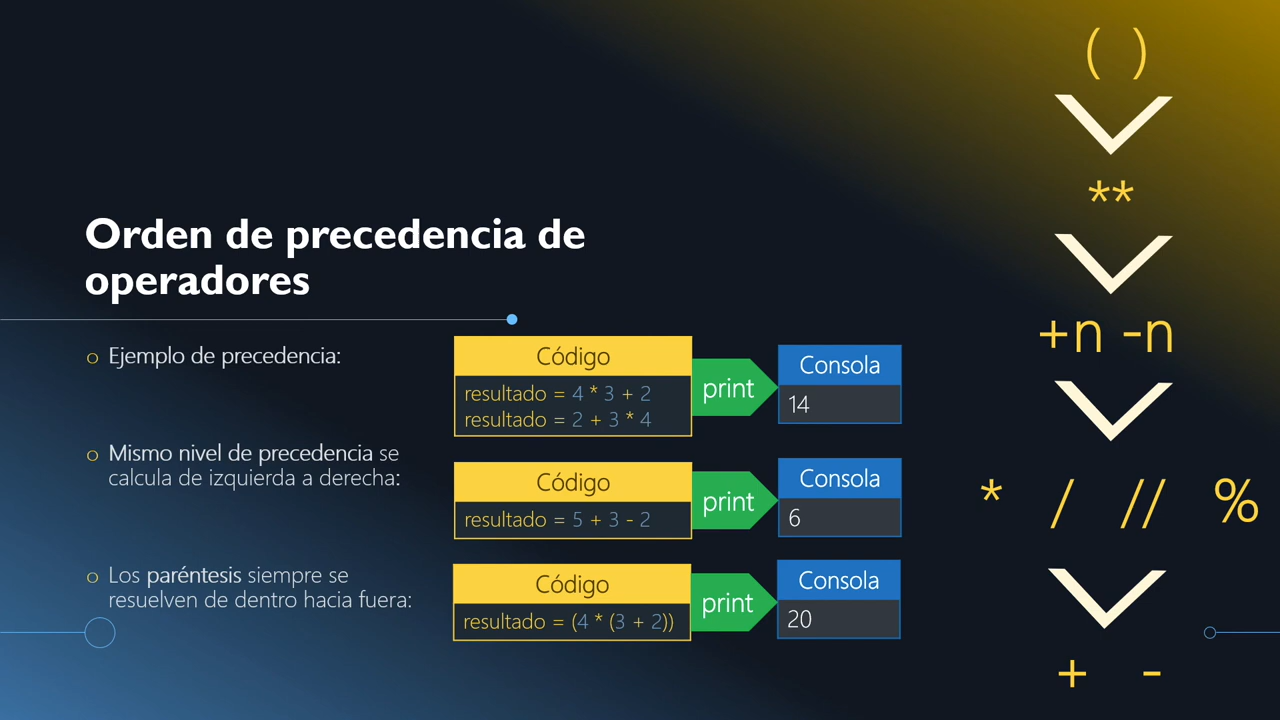 Orden de precedencia de
operadores
o Ejemplo de precedencia:
Código
resultado = 4 * 3 + 2
resultado = 2 + 3 * 4
print
Consola
14
o Mismo nivel de precedencia se
calcula de izquierda a derecha:
Código
resultado = 5 + 3 - 2
print
Consola
6
o Los paréntesis siempre se
resuelven de dentro hacia fuera:
Código
resultado = (4 * (3 + 2))
print
Consola
20
( )
**
+n -n
* / // %
+ -